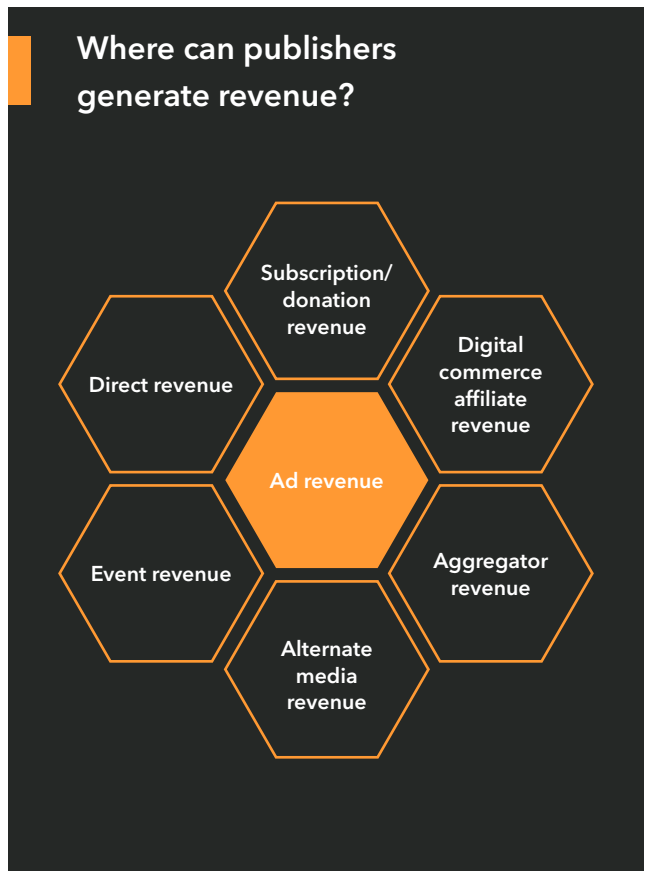 Where can publishers
generate revenue?
Subscription/
donation
revenue
Direct revenue
Digital
commerce
affiliate
revenue
Ad revenue
Event revenue
Aggregator
revenue
Alternate
media
revenue